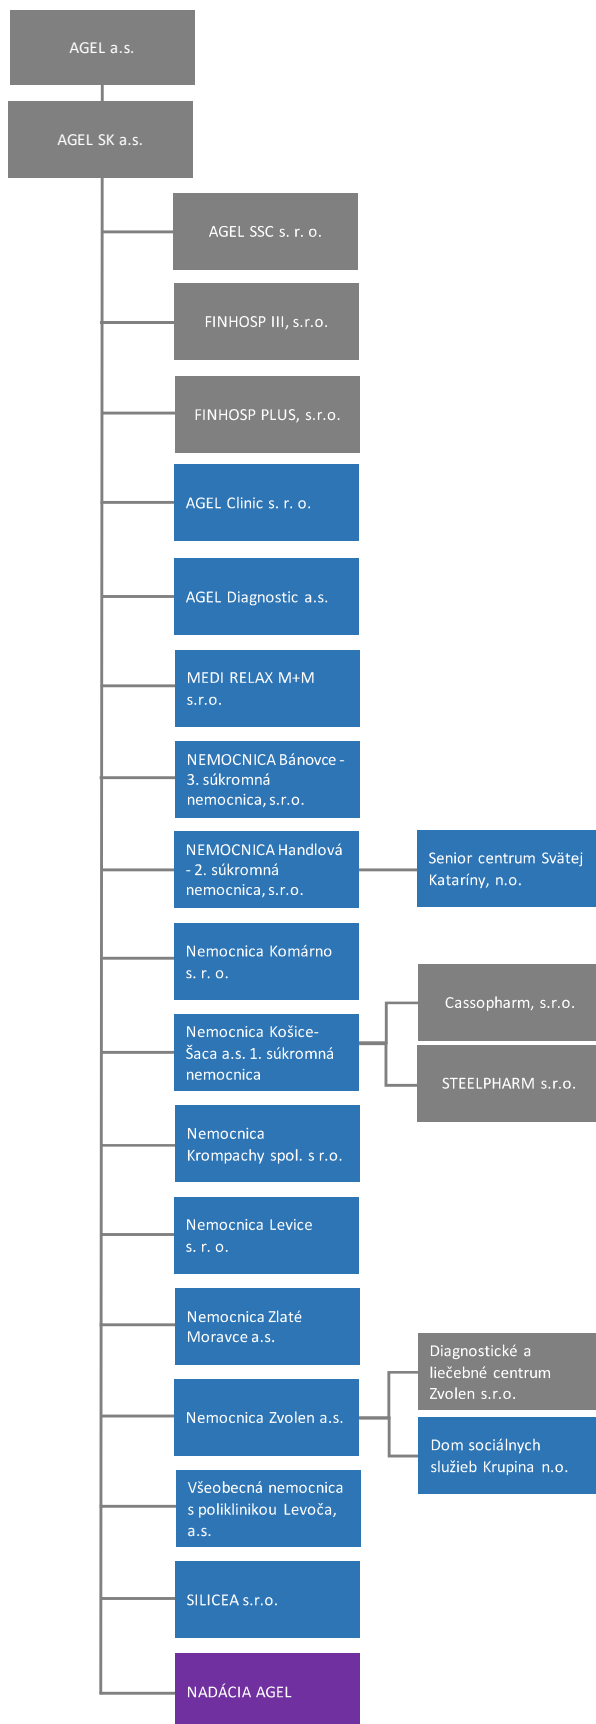 AGEL a.s.
AGEL SK a.s.
AGEL SSC s. r. o.
FINHOSP III, s.r.o.
FINHOSP PLUS, s.r.o.
AGEL Clinic s. r. o.
AGEL Diagnostic a.s.
MEDI RELAX M+M
s.r.o.
NEMOCNICA Bánovce -
3. súkromná
nemocnica, s.r.o.
NEMOCNICA Handlová
- 2. súkromná
nemocnica, s.r.o.
Senior centrum Svätej
Kataríny, n.o.
Nemocnica Komárno
s. r. o.
Nemocnica Košice-
Šaca a.s. 1. súkromná
nemocnica
Cassopharm, s.r.o.
STEELPHARM s.r.o.
Nemocnica
Krompachy spol. s r.o.
Nemocnica Levice
s. r. o.
Nemocnica Zlaté
Moravce a.s.
Nemocnica Zvolen a.s.
Diagnostické a
liečebné centrum
Zvolen s.r.o.
Dom sociálnych
služieb Krupina n.o.
Všeobecná nemocnica
s poliklinikou Levoča,
a.s.
SILICEA s.r.o.
NADÁCIA AGEL